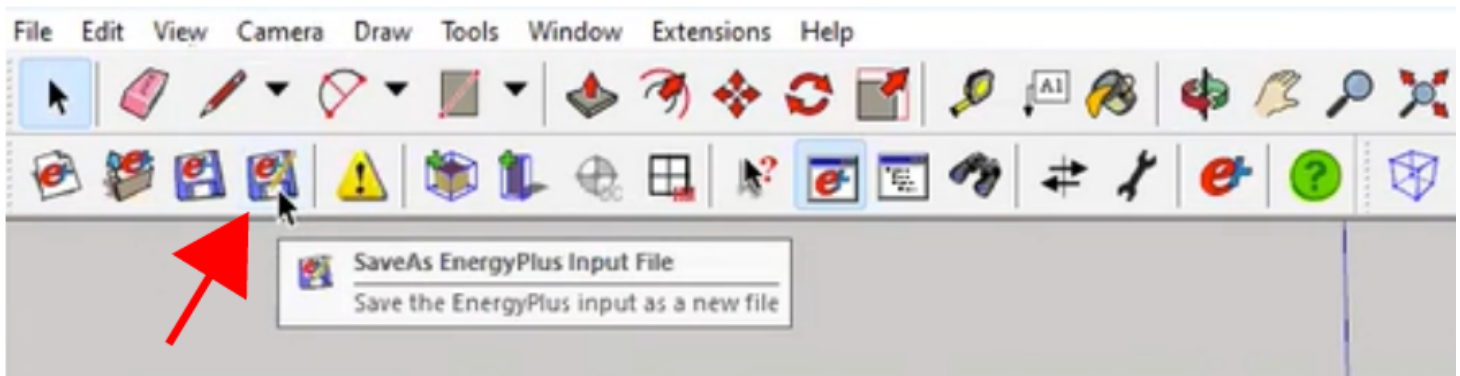 File Edit View Camera Draw Tools Window Extensions Help
A1
SaveAs EnergyPlus Input File
Save the EnergyPlus input as a new file